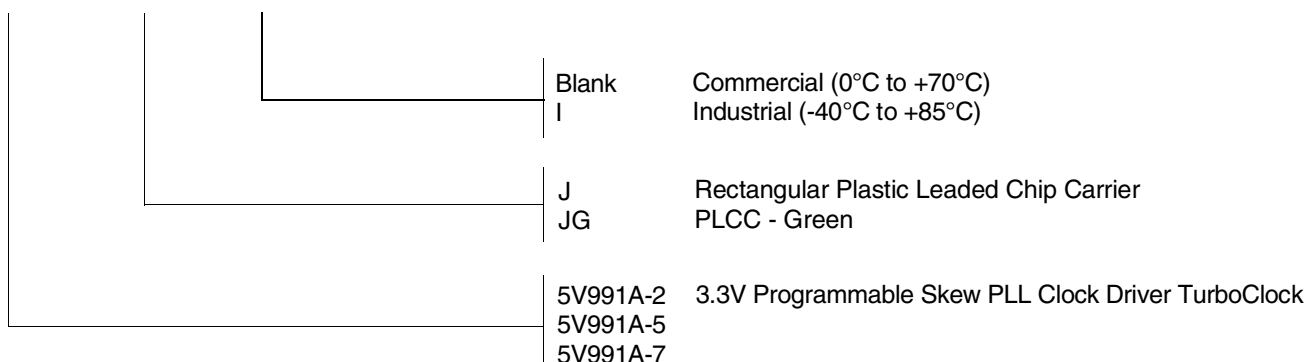 Blank Commercial (0°C to +70°C)
I Industrial (-40°C to +85°C)
J Rectangular Plastic Leaded Chip Carrier
JG PLCC - Green
5V991A-2 3.3V Programmable Skew PLL Clock Driver TurboClock
5V991A-5
5V991A-7